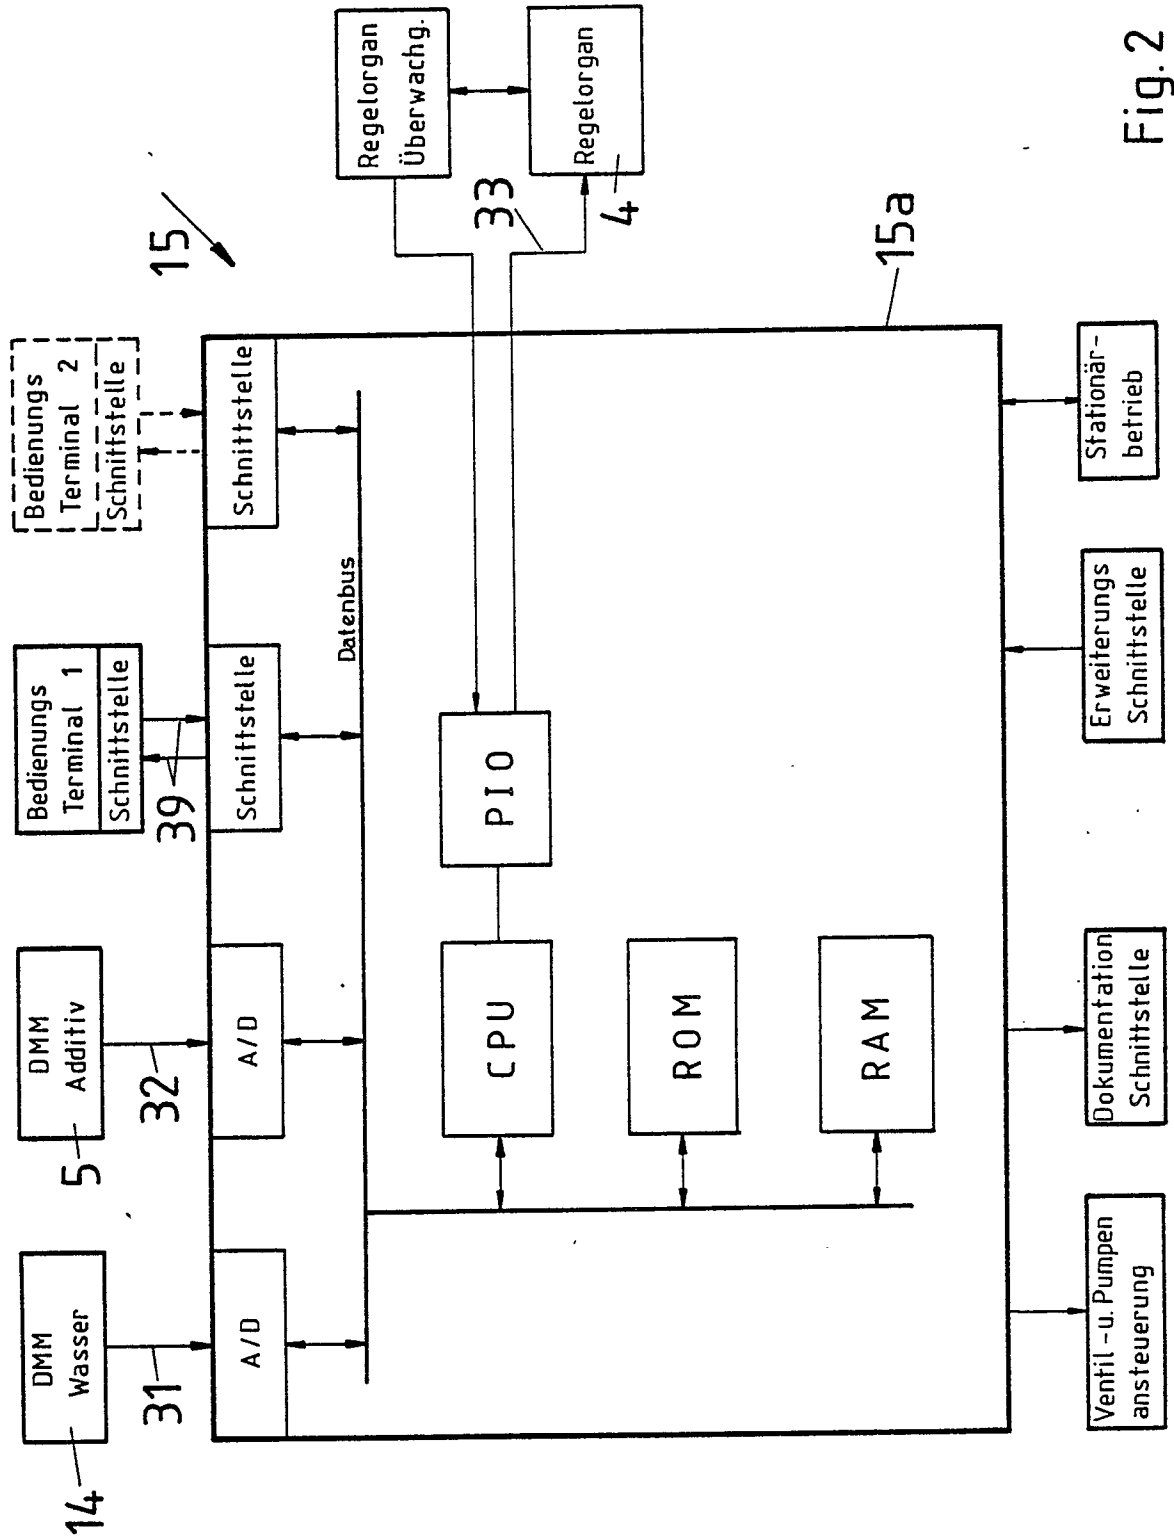 14
DMM
Wasser
31
A/D
5
DMM
Additiv
32
A/D
Bedienungs
Terminal 1
Schnittstelle
39
Schnittstelle
Bedienungs
Terminal 2
Schnittstelle
Schnittstelle
15
Datenbus
CPU
PIO
ROM
RAM
Regelorgan
Überwachg.
33
Regelorgan
4
15a
Ventil-u. Pumpen
ansteuerung
Dokumentation
Schnittstelle
Erweiterungs
Schnittstelle
Stationär-
betrieb
Fig. 2